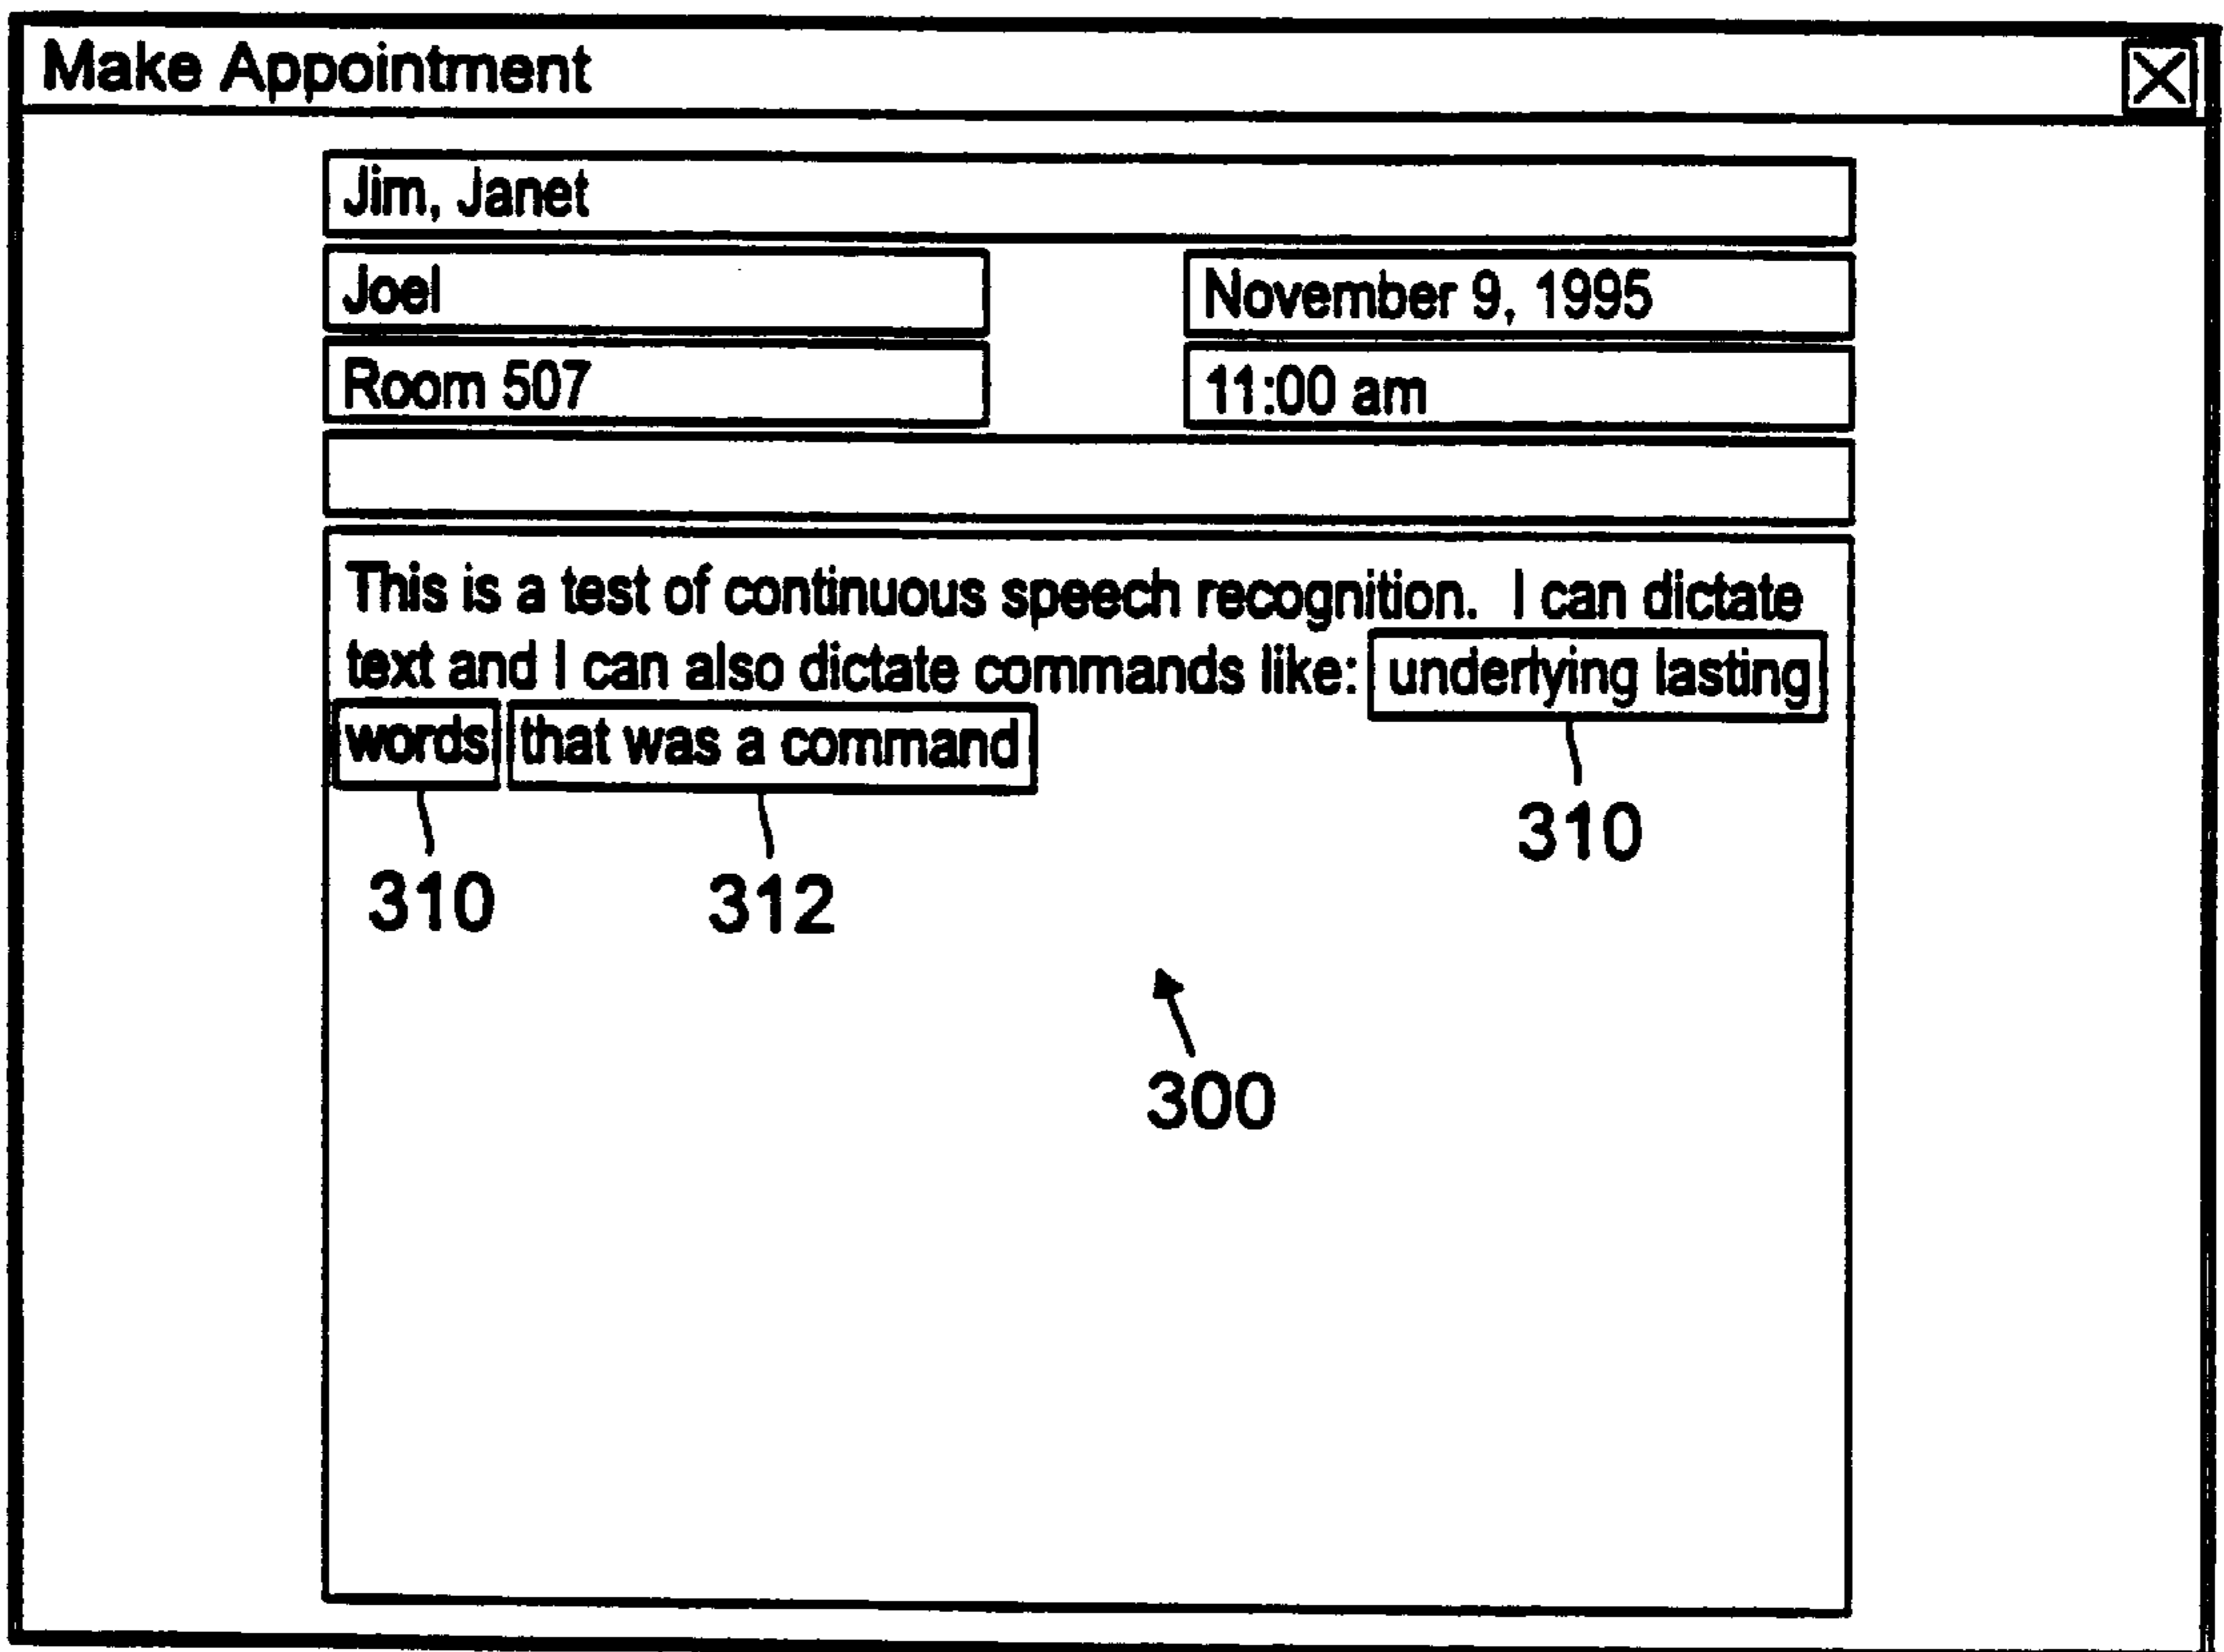 Make Appointment
Jim, Janet
Joel
November 9, 1995
Room 507
11:00 am
This is a test of continuous speech recognition.  I can dictate
text and I can also dictate commands like: underlying lasting
words that was a command
310
310
312
300